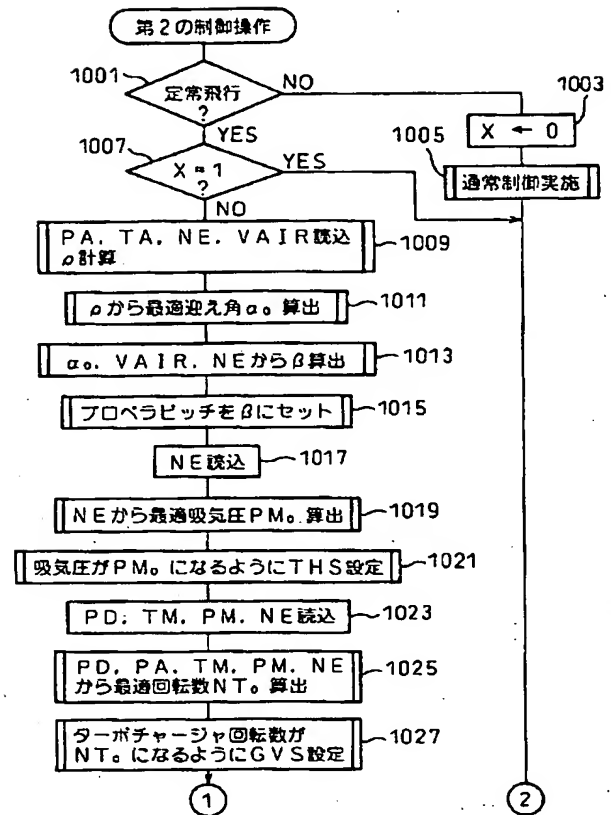 第2の制御操作
1001
定常飛行
?
NO
YES
1003
X ← 0
1005
通常制御実施
1007
X = 1
?
YES
NO
PA, TA, NE, VAIR読込
ρ計算
1009
ρから最適迎え角α₀ 算出
1011
α₀, VAIR, NEからβ算出
1013
プロペラピッチをβにセット
1015
NE読込
1017
NEから最適吸気圧PM₀ 算出
1019
吸気圧がPM₀ になるようにTHS設定
1021
PD, TM, PM, NE読込
1023
PD, PA, TM, PM, NE
から最適回転数NT₀ 算出
1025
ターボチャージャ回転数が
NT₀ になるようにGVS設定
1027
1
2